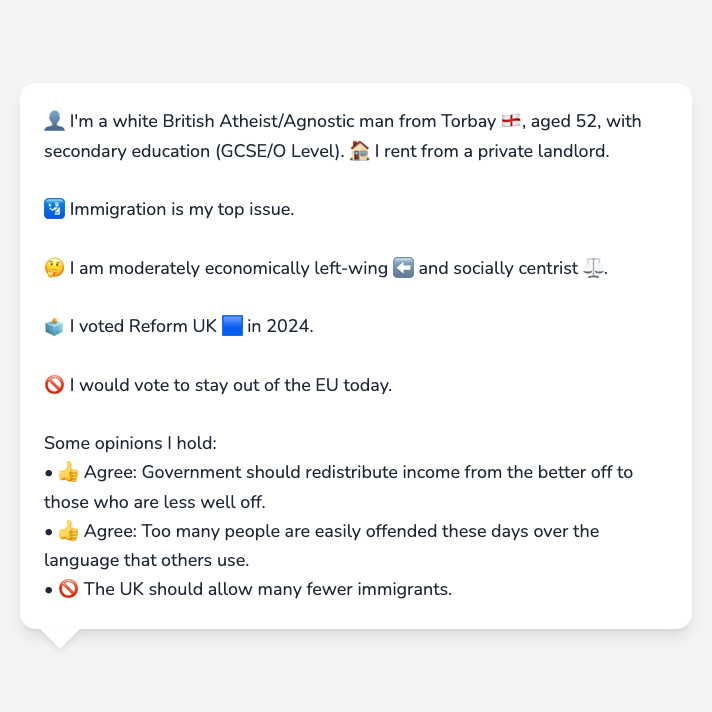 👤 I'm a white British Atheist/Agnostic man from Torbay 🏴󠁧󠁢󠁥󠁮󠁧󠁿, aged 52, with
secondary education (GCSE/O Level). 🏠 I rent from a private landlord.
🛂 Immigration is my top issue.
🤔 I am moderately economically left-wing ⬅️ and socially centrist ⚖️.
🗳️ I voted Reform UK 🟦 in 2024.
🚫 I would vote to stay out of the EU today.
Some opinions I hold:
• 👍 Agree: Government should redistribute income from the better off to
those who are less well off.
• 👍 Agree: Too many people are easily offended these days over the
language that others use.
• 🚫 The UK should allow many fewer immigrants.